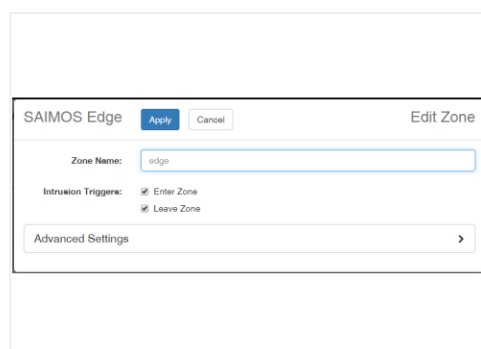 SAIMOS Edge Apply Cancel Edit Zone
Zone Name: edge
Intrusion Triggers: Enter Zone
Leave Zone
Advanced Settings